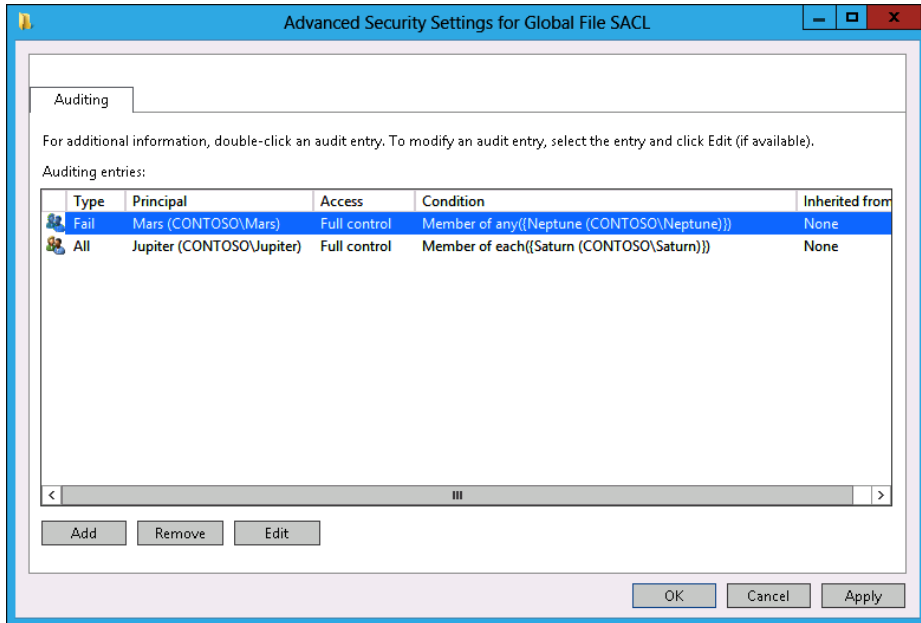 Advanced Security Settings for Global File SACL
Auditing
For additional information, double-click an audit entry. To modify an audit entry, select the entry and click Edit (if available).
Auditing entries:
Type Principal Access Condition Inherited from
Fail Mars (CONTOSO\Mars) Full control Member of any({Neptune (CONTOSO\Neptune)}) None
All Jupiter (CONTOSO\Jupiter) Full control Member of each({Saturn (CONTOSO\Saturn)}) None
Add Remove Edit
OK Cancel Apply